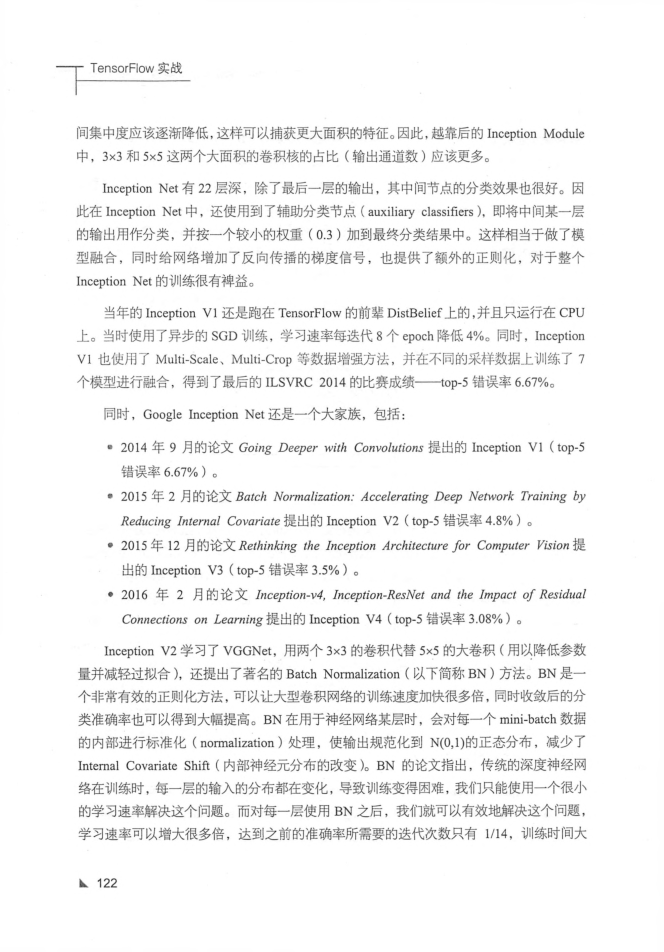 TensorFlow 实战
间集中度应该逐渐降低，这样可以捕获更大面积的特征。因此，越靠后的 Inception Module
中，3×3 和 5×5 这两个大面积的卷积核的占比（输出通道数）应该更多。
Inception Net 有 22 层深，除了最后一层的输出，其中间节点的分类效果也很好。因
此在 Inception Net 中，还使用到了辅助分类节点（auxiliary classifiers），即将中间某一层
的输出用作分类，并按一个较小的权重（0.3）加到最终分类结果中。这样相当于做了模
型融合，同时给网络增加了反向传播的梯度信号，也提供了额外的正则化，对于整个
Inception Net 的训练很有裨益。
当年的 Inception V1 还是跑在 TensorFlow 的前辈 DistBelief 上的，并且只运行在 CPU
上。当时使用了异步的 SGD 训练，学习速率每迭代 8 个 epoch 降低 4%。同时，Inception
V1 也使用了 Multi-Scale、Multi-Crop 等数据增强方法，并在不同的采样数据上训练了 7
个模型进行融合，得到了最后的 ILSVRC 2014 的比赛成绩——top-5 错误率 6.67%。
同时，Google Inception Net 还是一个大家族，包括：
● 2014 年 9 月的论文 Going Deeper with Convolutions 提出的 Inception V1（top-5
错误率 6.67%）。
● 2015 年 2 月的论文 Batch Normalization: Accelerating Deep Network Training by
Reducing Internal Covariate 提出的 Inception V2（top-5 错误率 4.8%）。
● 2015 年 12 月的论文 Rethinking the Inception Architecture for Computer Vision 提
出的 Inception V3（top-5 错误率 3.5%）。
● 2016 年 2 月的论文 Inception-v4, Inception-ResNet and the Impact of Residual
Connections on Learning 提出的 Inception V4（top-5 错误率 3.08%）。
Inception V2 学习了 VGGNet，用两个 3×3 的卷积代替 5×5 的大卷积（用以降低参数
量并减轻过拟合），还提出了著名的 Batch Normalization（以下简称 BN）方法。BN 是一
个非常有效的正则化方法，可以让大型卷积网络的训练速度加快很多倍，同时收敛后的分
类准确率也可以得到大幅提高。BN 在用于神经网络某层时，会对每一个 mini-batch 数据
的内部进行标准化（normalization）处理，使输出规范化到 N(0,1)的正态分布，减少了
Internal Covariate Shift（内部神经元分布的改变）。BN 的论文指出，传统的深度神经网
络在训练时，每一层的输入的分布都在变化，导致训练变得困难，我们只能使用一个很小
的学习速率解决这个问题。而对每一层使用 BN 之后，我们就可以有效地解决这个问题，
学习速率可以增大很多倍，达到之前的准确率所需要的迭代次数只有 1/14，训练时间大
122